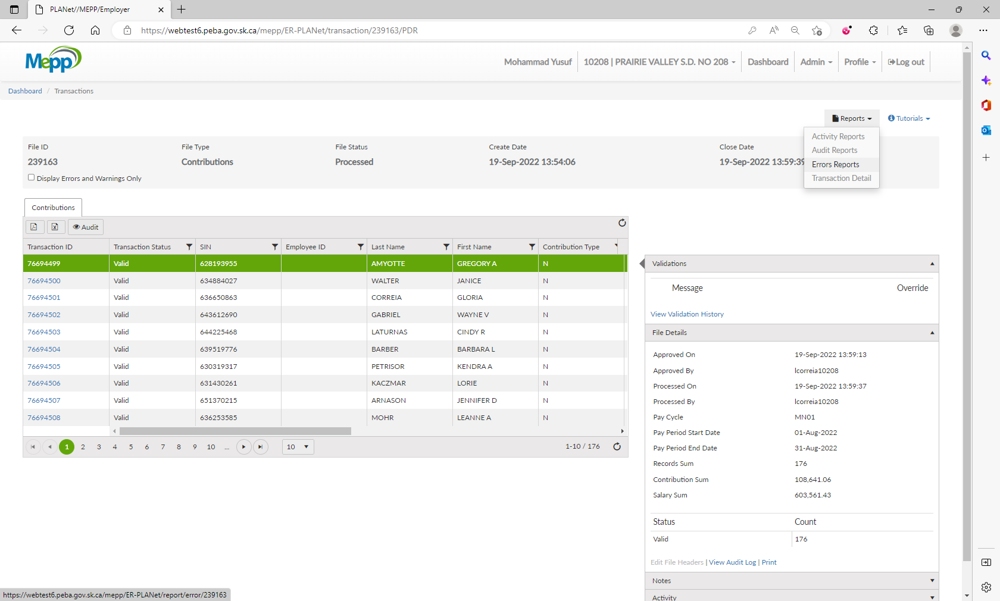 PLANet//MEPP/Employer
https://webtest6.peba.gov.sk.ca/mepp/ER-PLANet/transaction/239163/PDR
Mepp
Mohammad Yusuf
10208 | PRAIRIE VALLEY S.D. NO 208
Dashboard
Admin
Profile
Log out
Dashboard / Transactions
Reports
Tutorials
Activity Reports
Audit Reports
Errors Reports
Transaction Detail
File ID File Type File Status Create Date Close Date
239163 Contributions Processed 19-Sep-2022 13:54:06 19-Sep-2022 13:59:39
Display Errors and Warnings Only
Contributions
Audit
Transaction ID Transaction Status SIN Employee ID Last Name First Name Contribution Type
76694499 Valid 628193955 AMYOTTE GREGORY A N
76694500 Valid 634884027 WALTER JANICE N
76694501 Valid 636650863 CORREIA GLORIA N
76694502 Valid 643612690 GABRIEL WAYNE V N
76694503 Valid 644225468 LATURNAS CINDY R N
76694504 Valid 639519776 BARBER BARBARA L N
76694505 Valid 630319317 PETRISOR KENDRA A N
76694506 Valid 631430261 KACZMAR LORIE N
76694507 Valid 651370215 ARNASON JENNIFER D N
76694508 Valid 636253585 MOHR LEANNE A N
1 2 3 4 5 6 7 8 9 10 ... 10 1-10 / 176
Validations
Message Override
View Validation History
File Details
Approved On 19-Sep-2022 13:59:13
Approved By lcorreia10208
Processed On 19-Sep-2022 13:59:37
Processed By lcorreia10208
Pay Cycle MN01
Pay Period Start Date 01-Aug-2022
Pay Period End Date 31-Aug-2022
Records Sum 176
Contribution Sum 108,641.06
Salary Sum 603,561.43
Status Count
Valid 176
Edit File Headers | View Audit Log | Print
Notes
Activity
https://webtest6.peba.gov.sk.ca/mepp/ER-PLANet/report/error/239163